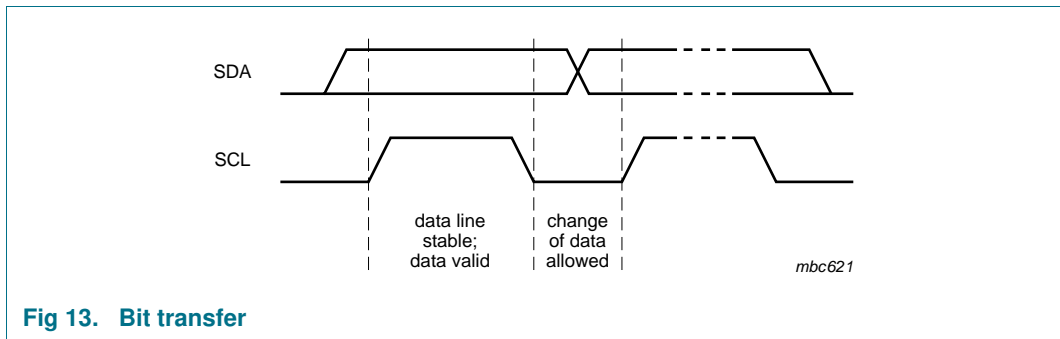 SDA
SCL
data line
stable;
data valid
change
of data
allowed
mbc621
Fig 13. Bit transfer